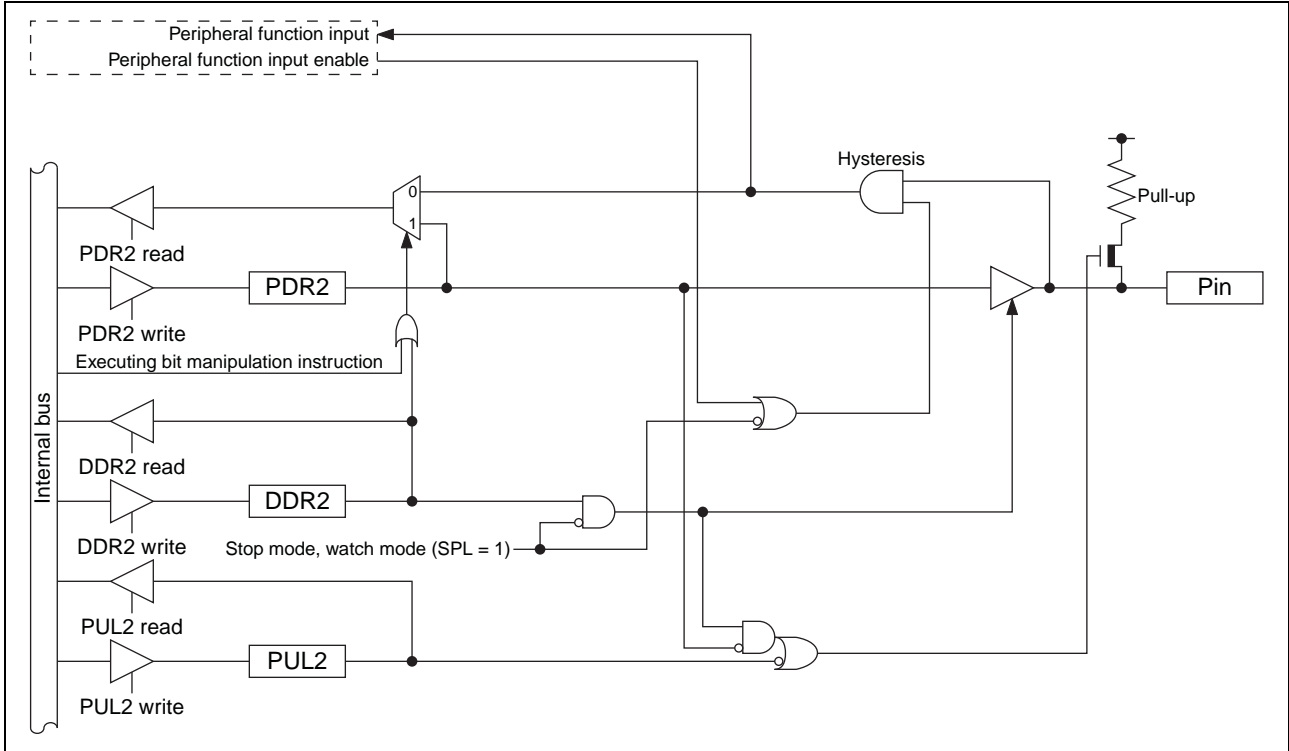 Peripheral function input
Peripheral function input enable
Hysteresis
Pull-up
0
1
PDR2 read
PDR2
Pin
PDR2 write
Executing bit manipulation instruction
Internal bus
DDR2 read
DDR2
DDR2 write
Stop mode, watch mode (SPL = 1)
PUL2 read
PUL2
PUL2 write